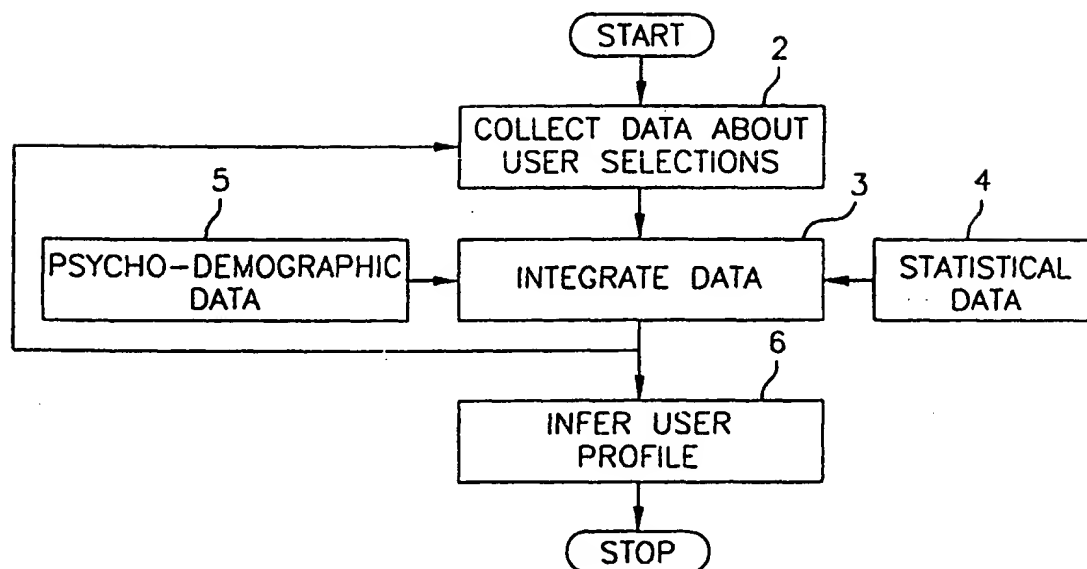 START
2
COLLECT DATA ABOUT
USER SELECTIONS
5
3
4
PSYCHO-DEMOGRAPHIC
DATA
INTEGRATE DATA
STATISTICAL
DATA
6
INFER USER
PROFILE
STOP